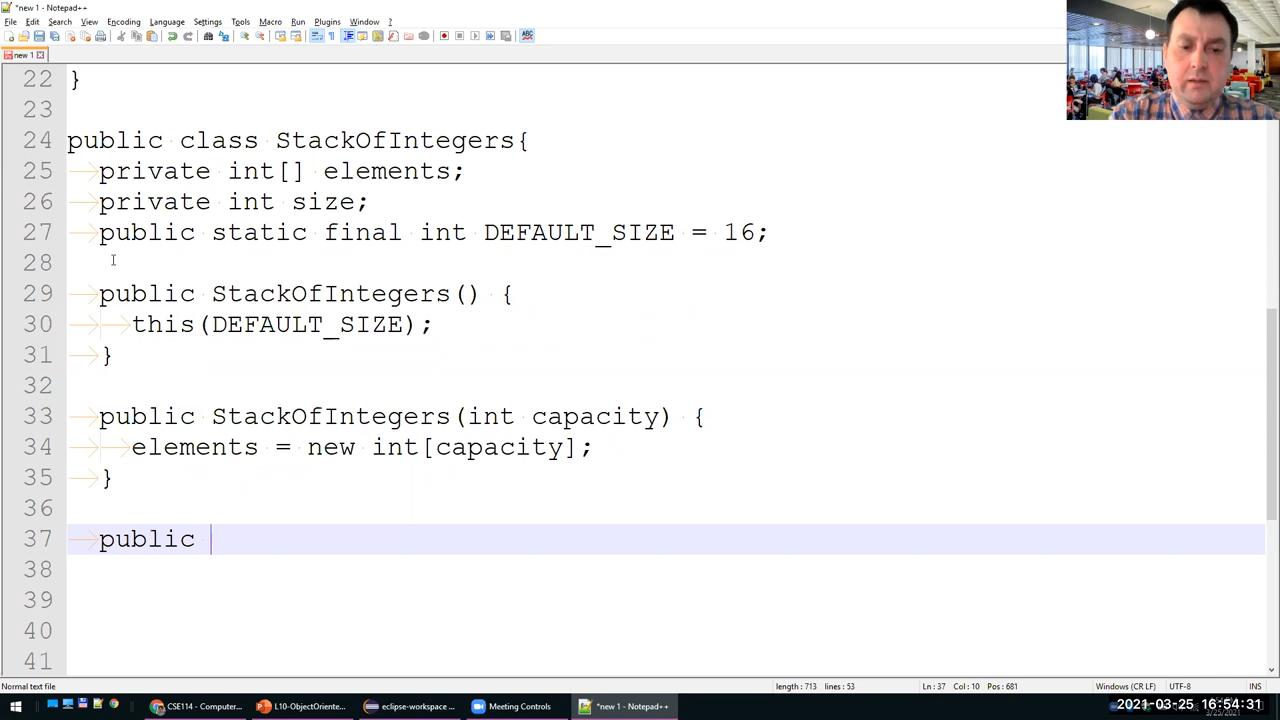 *new 1 - Notepad++
File Edit Search View Encoding Language Settings Tools Macro Run Plugins Window ?
new 1
22 }
23
24 public class StackOfIntegers{
25 private int[] elements;
26 private int size;
27 public static final int DEFAULT_SIZE = 16;
28
29 public StackOfIntegers() {
30 this(DEFAULT_SIZE);
31 }
32
33 public StackOfIntegers(int capacity) {
34 elements = new int[capacity];
35 }
36
37 public
38
39
40
41
Normal text file length : 713 lines : 53 Ln : 37 Col : 10 Pos : 681 Windows (CR LF) UTF-8 INS
CSE114 - Computer... L10-ObjectOriente... eclipse-workspace ... Meeting Controls *new 1 - Notepad++ 2021-03-25 16:54:31